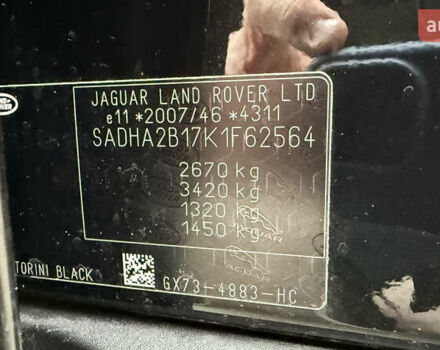 JAGUAR LAND ROVER LTD
e11*2007/46*4311
SADHA2B17K1F62564
2670 kg
3420 kg
1320 kg
1450 kg
TORINI BLACK
GX73-4883-HC